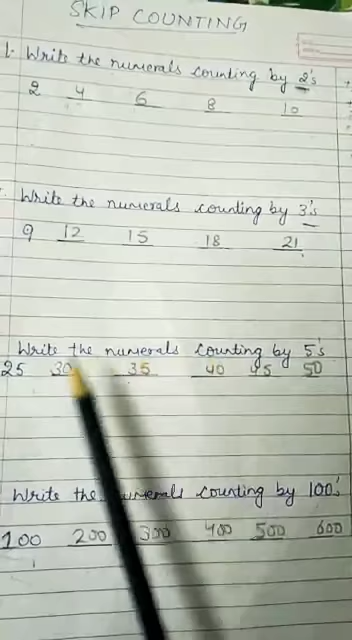 SKIP COUNTING
1. Write the numerals counting by 2's
2 4 6 8 10
Write the numerals counting by 3's
9 12 15 18 21
Write the numerals counting by 5's
25 30 35 40 45 50
Write the numerals counting by 100's
100 200 300 400 500 600